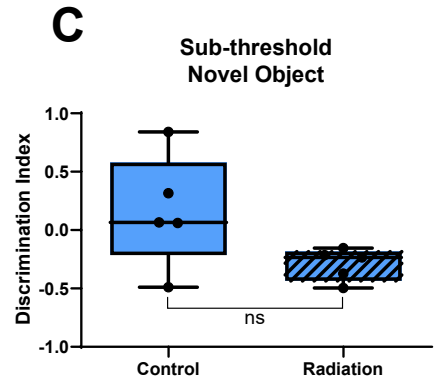 C
Sub-threshold
Novel Object
Discrimination Index
1.0
0.5
0.0
-0.5
-1.0
ns
Control Radiation